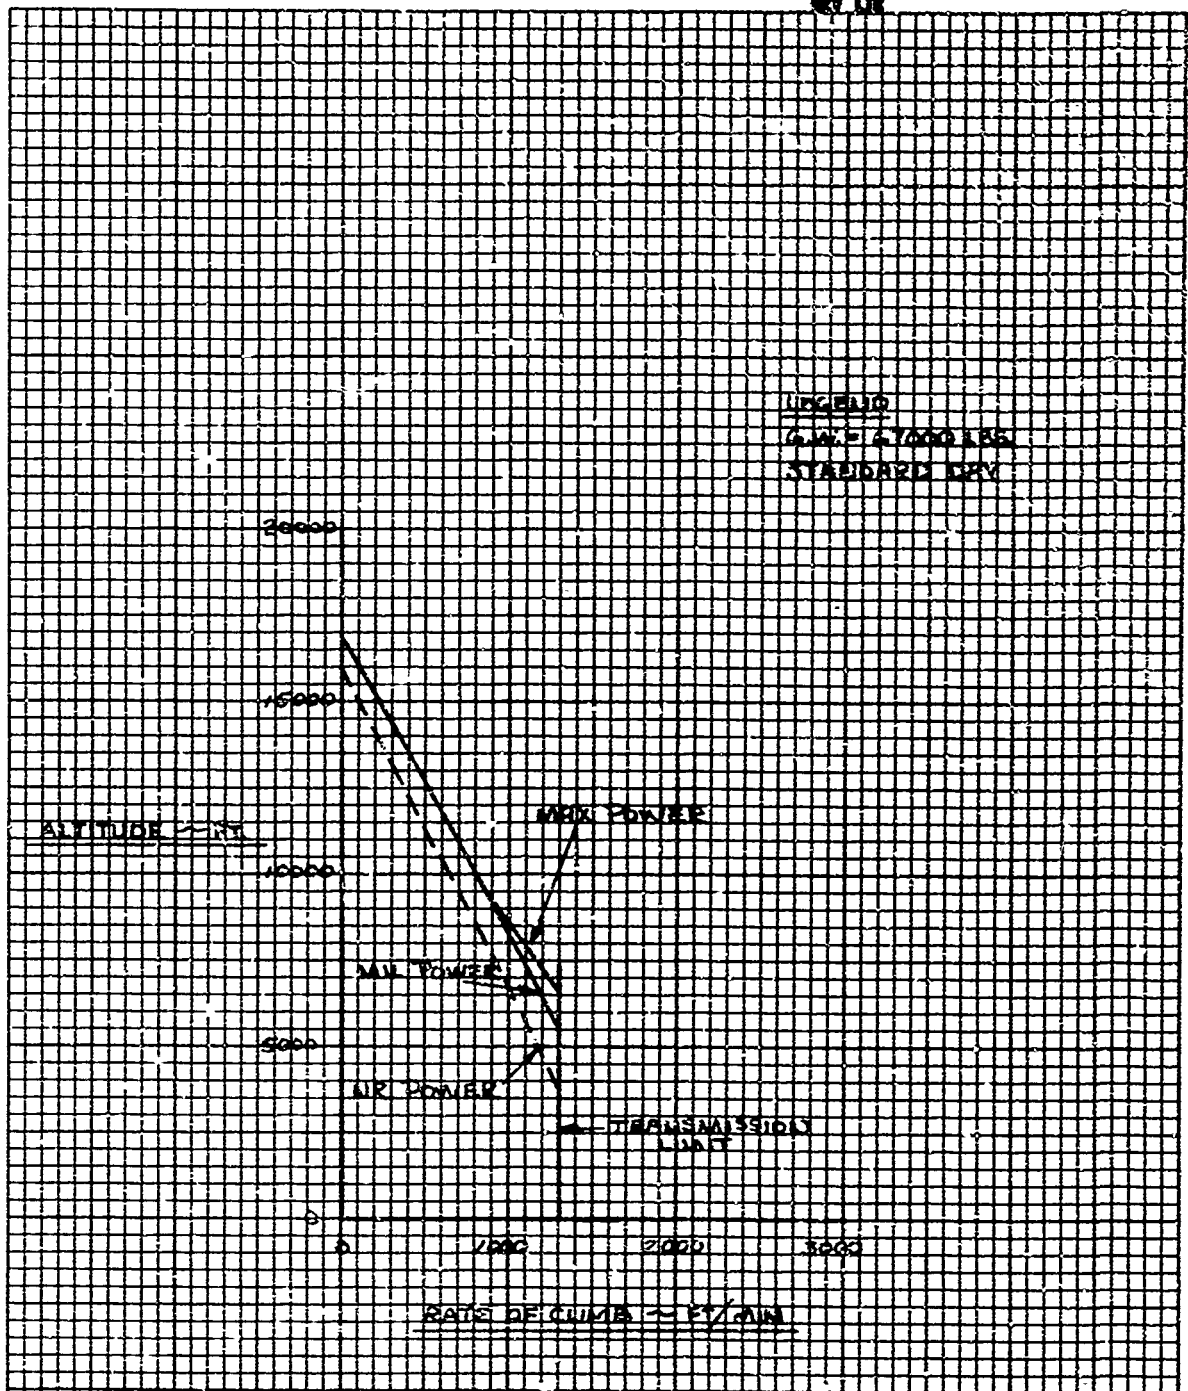 LEGEND
G.W. = 67000 LBS.
STANDARD DAY
20000
15000
MAX POWER
ALTITUDE ~ FT.
10000
MIL POWER
5000
NR POWER
TRANSMISSION
LIMIT
0
0 1000 2000 3000
RATE OF CLIMB ~ FT/MIN